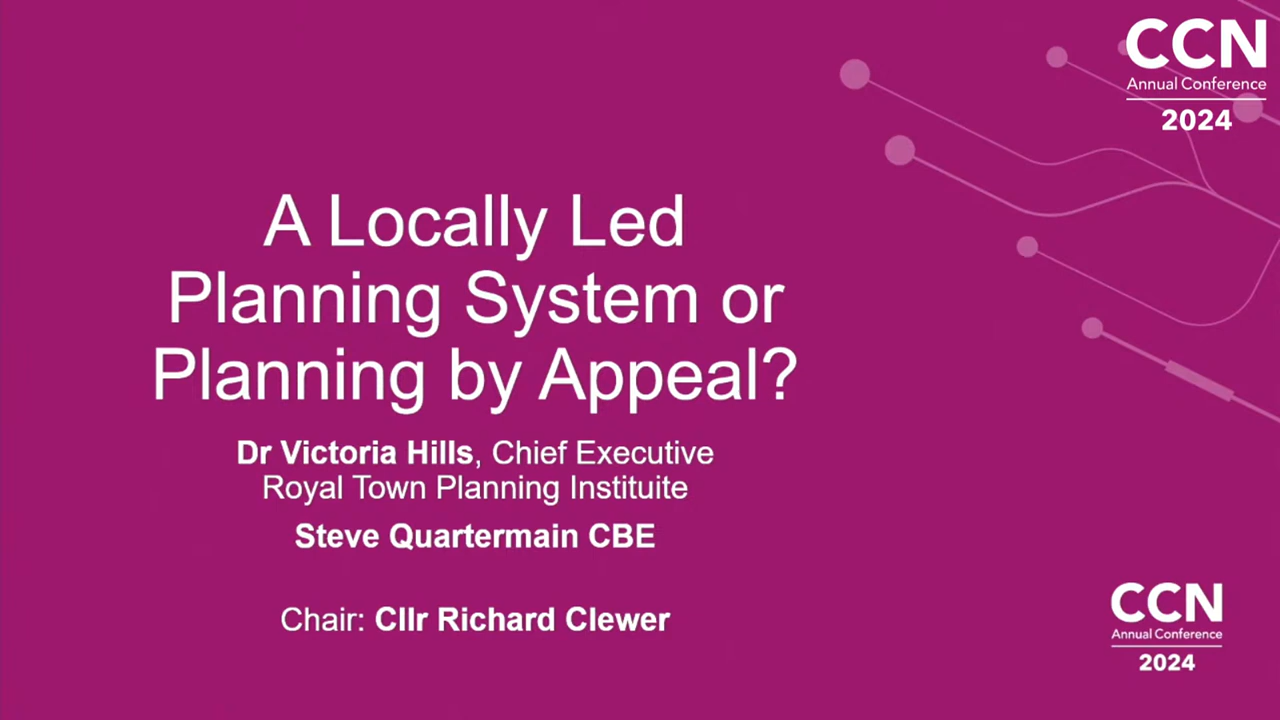 CCN
Annual Conference
2024
A Locally Led
Planning System or
Planning by Appeal?
Dr Victoria Hills, Chief Executive
Royal Town Planning Instituite
Steve Quartermain CBE
Chair: Cllr Richard Clewer
CCN
Annual Conference
2024